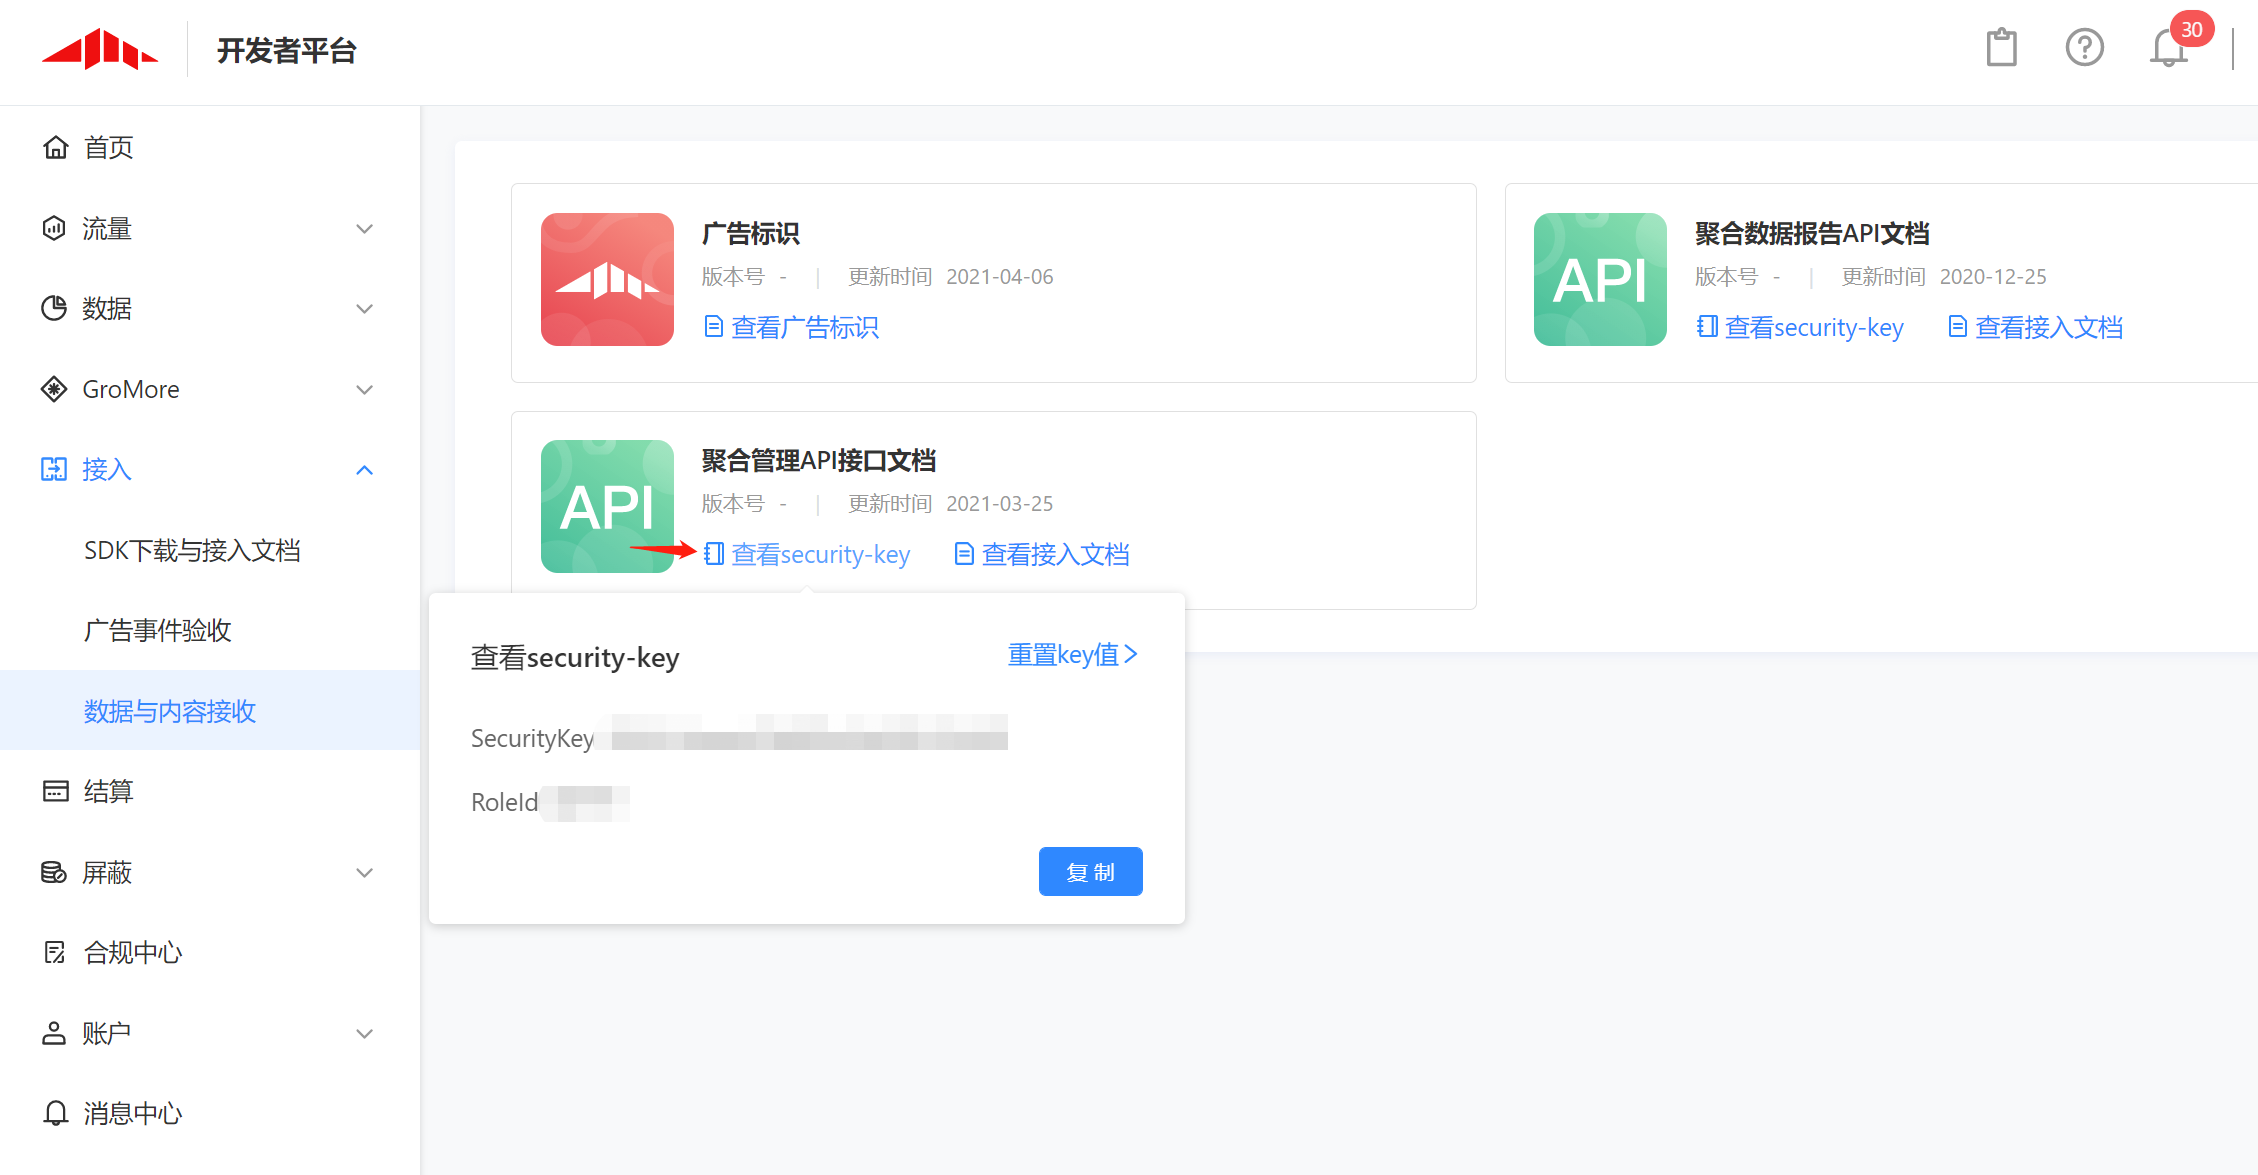 开发者平台
30
首页
流量
数据
GroMore
接入
SDK下载与接入文档
广告事件验收
数据与内容接收
结算
屏蔽
合规中心
账户
消息中心
广告标识
版本号 - | 更新时间 2021-04-06
查看广告标识
API
聚合数据报告API文档
版本号 - | 更新时间 2020-12-25
查看security-key 查看接入文档
API
聚合管理API接口文档
版本号 - | 更新时间 2021-03-25
查看security-key 查看接入文档
查看security-key 重置key值
SecurityKey
RoleId
复制